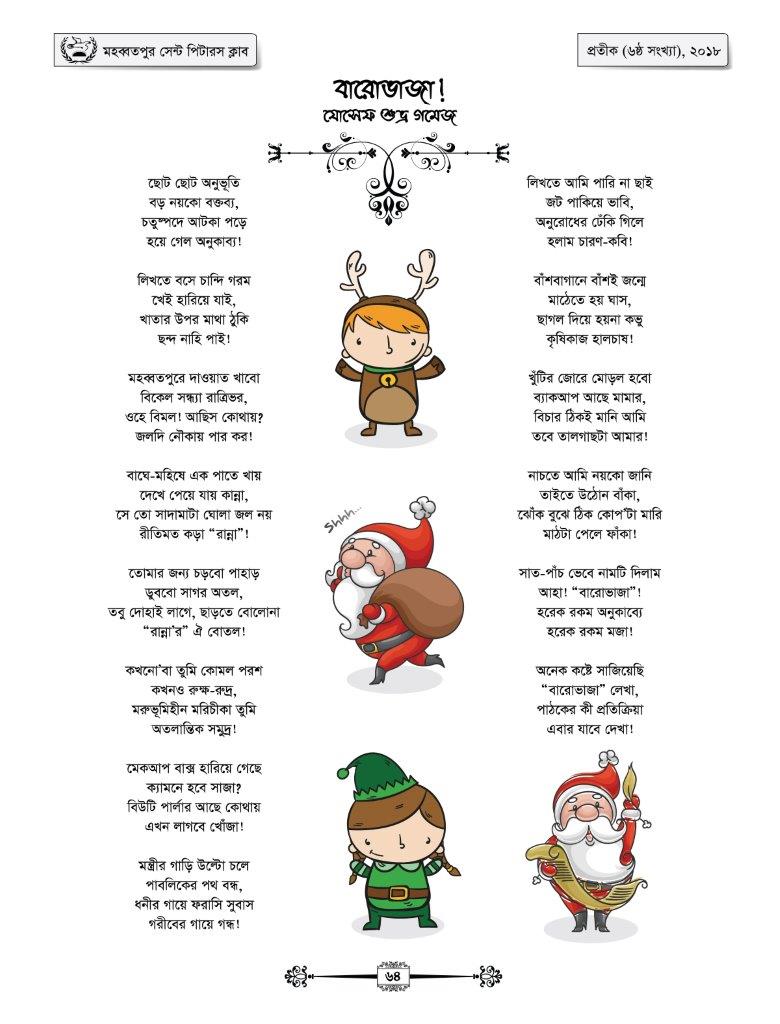 মহব্বতপুর সেন্ট পিটারস ক্লাব
প্রতীক (৬ষ্ঠ সংখ্যা), ২০১৮
বারোভাজা!
যোসেফ শুভ্র গমেজ
ছোট ছোট অনুভূতি
বড় নয়কো বক্তব্য,
চতুষ্পদে আটকা পড়ে
হয়ে গেল অনুকাব্য!
লিখতে বসে চান্দি গরম
খেই হারিয়ে যাই,
খাতার উপর মাথা ঠুকি
ছন্দ নাহি পাই!
মহব্বতপুরে দাওয়াত খাবো
বিকেল সন্ধ্যা রাত্রিভর,
ওহে বিমল! আছিস কোথায়?
জলদি নৌকায় পার কর!
বাঘে-মহিষে এক পাতে খায়
দেখে পেয়ে যায় কান্না,
সে তো সাদামাটা ঘোলা জল নয়
রীতিমত কড়া “রান্না”!
তোমার জন্য চড়বো পাহাড়
ডুববো সাগর অতল,
তবু দোহাই লাগে, ছাড়তে বোলোনা
“রান্না’র” ঐ বোতল!
কখনো’বা তুমি কোমল পরশ
কখনও রুক্ষ-রুদ্র,
মরুভূমিহীন মরিচীকা তুমি
অতলান্তিক সমুদ্র!
মেকআপ বাক্স হারিয়ে গেছে
ক্যামনে হবে সাজা?
বিউটি পার্লার আছে কোথায়
এখন লাগবে খোঁজা!
মন্ত্রীর গাড়ি উল্টো চলে
পাবলিকের পথ বন্ধ,
ধনীর গায়ে ফরাসি সুবাস
গরীবের গায়ে গন্ধ!
Shhh...
লিখতে আমি পারি না ছাই
জট পাকিয়ে ভাবি,
অনুরোধের ঢেঁকি গিলে
হলাম চারণ-কবি!
বাঁশবাগানে বাঁশই জন্মে
মাঠেতে হয় ঘাস,
ছাগল দিয়ে হয়না কভু
কৃষিকাজ হালচাষ!
খুঁটির জোরে মোড়ল হবো
ব্যাকআপ আছে মামার,
বিচার ঠিকই মানি আমি
তবে তালগাছটা আমার!
নাচতে আমি নয়কো জানি
তাইতে উঠোন বাঁকা,
ঝোঁক বুঝে ঠিক কোপ’টা মারি
মাঠটা পেলে ফাঁকা!
সাত-পাঁচ ভেবে নামটি দিলাম
আহা! “বারোভাজা”!
হরেক রকম অনুকাব্যে
হরেক রকম মজা!
অনেক কষ্টে সাজিয়েছি
“বারোভাজা” লেখা,
পাঠকের কী প্রতিক্রিয়া
এবার যাবে দেখা!
৬৪